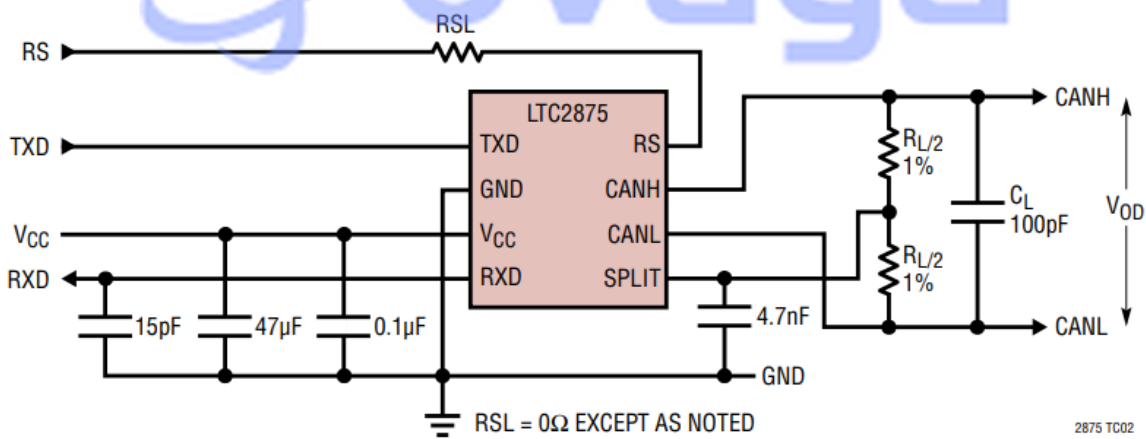 ovaga
RSL
RS
LTC2875
TXD
TXD
RS
GND
CANH
VCC
VCC
CANL
RXD
RXD
SPLIT
15pF
47µF
0.1µF
4.7nF
GND
CANH
RL/2
1%
CL
100pF
VOD
RL/2
1%
CANL
RSL = 0Ω EXCEPT AS NOTED
2875 TC02